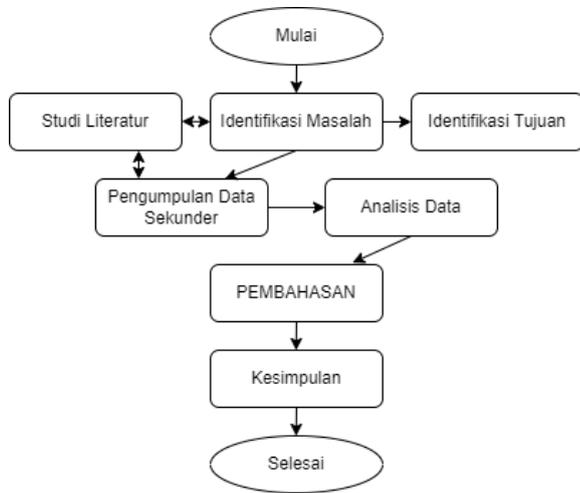 Mulai
Studi Literatur
Identifikasi Masalah
Identifikasi Tujuan
Pengumpulan Data
Sekunder
Analisis Data
PEMBAHASAN
Kesimpulan
Selesai